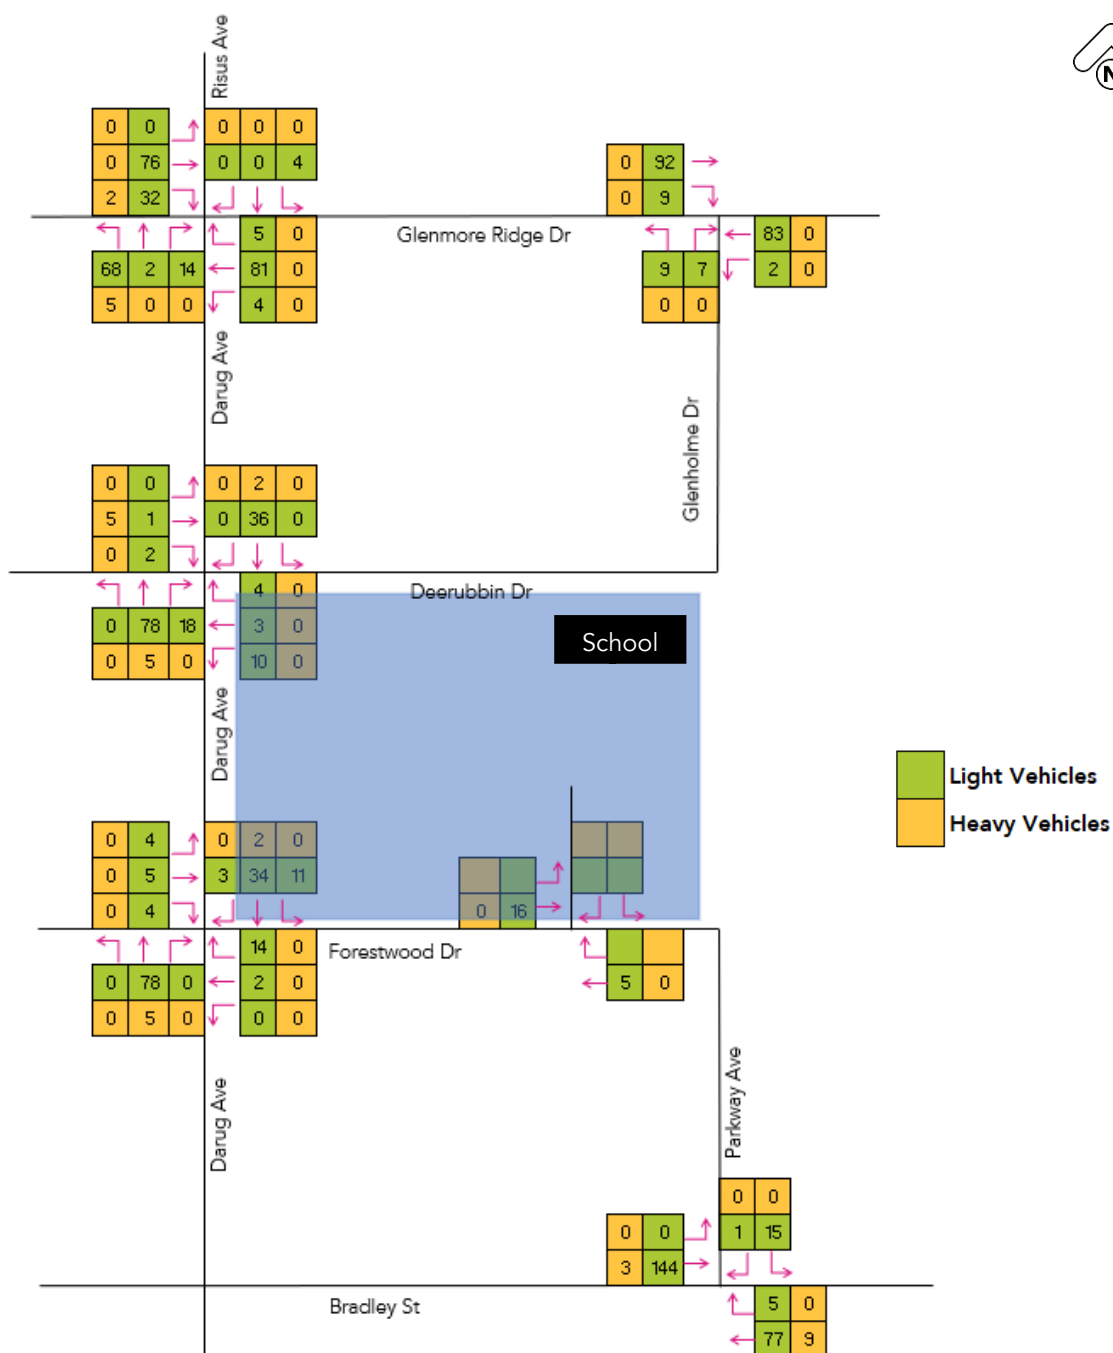 Risus Ave
N
0 0
0 0 0
0 76
0 0 4
2 32
0 92
0 9
5 0
Glenmore Ridge Dr
83 0
68 2 14
81 0
9 7
2 0
5 0 0
4 0
0 0
Darug Ave
Glenholme Dr
0 0
0 2 0
5 1
0 36 0
0 2
4 0
Deerubbin Dr
0 78 18
3 0
School
0 5 0
10 0
Darug Ave
Light Vehicles
Heavy Vehicles
0 4
0 2 0
0 5
3 34 11
0 4
0 16
14 0
Forestwood Dr
0 78 0
2 0
5 0
0 5 0
0 0
Darug Ave
Parkway Ave
0 0
0 0
1 15
3 144
Bradley St
5 0
77 9